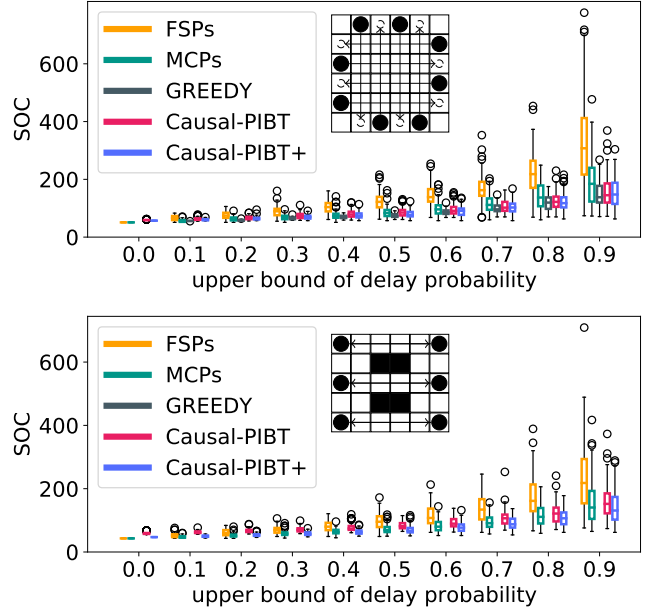 FSPs
MCPs
GREEDY
Causal-PIBT
Causal-PIBT+
SOC
600
400
200
0
0.0 0.1 0.2 0.3 0.4 0.5 0.6 0.7 0.8 0.9
upper bound of delay probability
FSPs
MCPs
GREEDY
Causal-PIBT
Causal-PIBT+
SOC
600
400
200
0
0.0 0.1 0.2 0.3 0.4 0.5 0.6 0.7 0.8 0.9
upper bound of delay probability